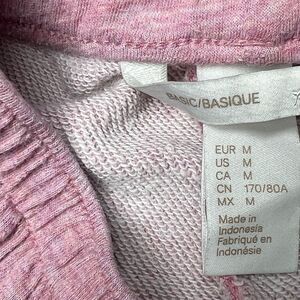 BASIC/BASIQUE
EUR M
US M
CA M
CN 170/80A
MX M
Made in
Indonesia
Fabriqué en
Indonésie